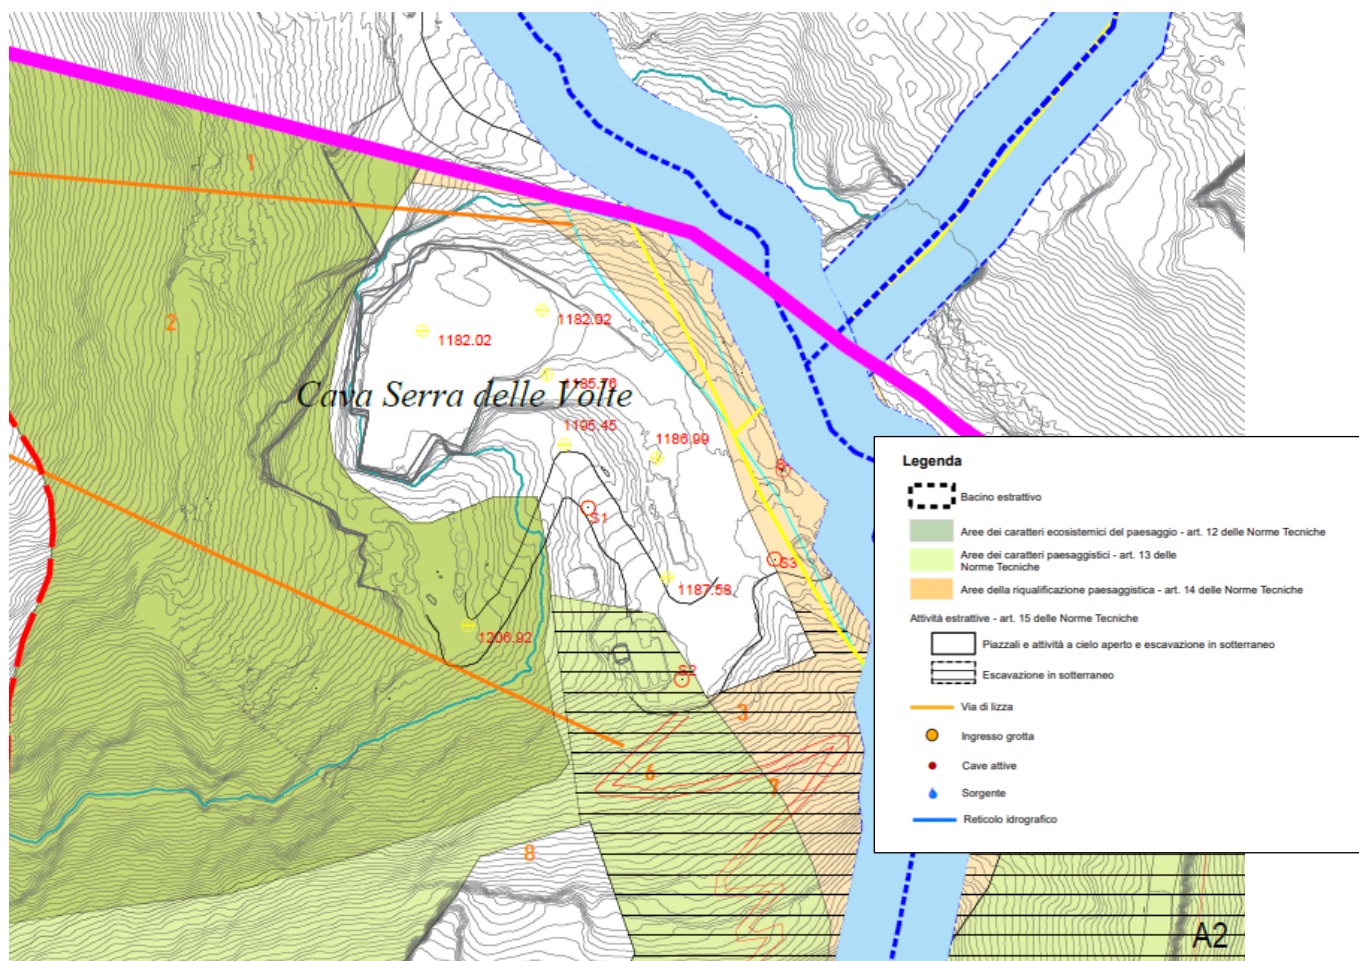 1
2
1182.02
1182.02
1185.76
Cava Serra delle Volte
1195.45
1186.99
S1
S3
1187.58
1206.92
S2
3
6
7
8
A2
Legenda
Bacino estrattivo
Aree dei caratteri ecosistemici del paesaggio - art. 12 delle Norme Tecniche
Aree dei caratteri paesaggistici - art. 13 delle
Norme Tecniche
Aree della riqualificazione paesaggistica - art. 14 delle Norme Tecniche
Attività estrattive - art. 15 delle Norme Tecniche
Piazzali e attività a cielo aperto e escavazione in sotterraneo
Escavazione in sotterraneo
Via di lizza
Ingresso grotta
Cave attive
Sorgente
Reticolo idrografico